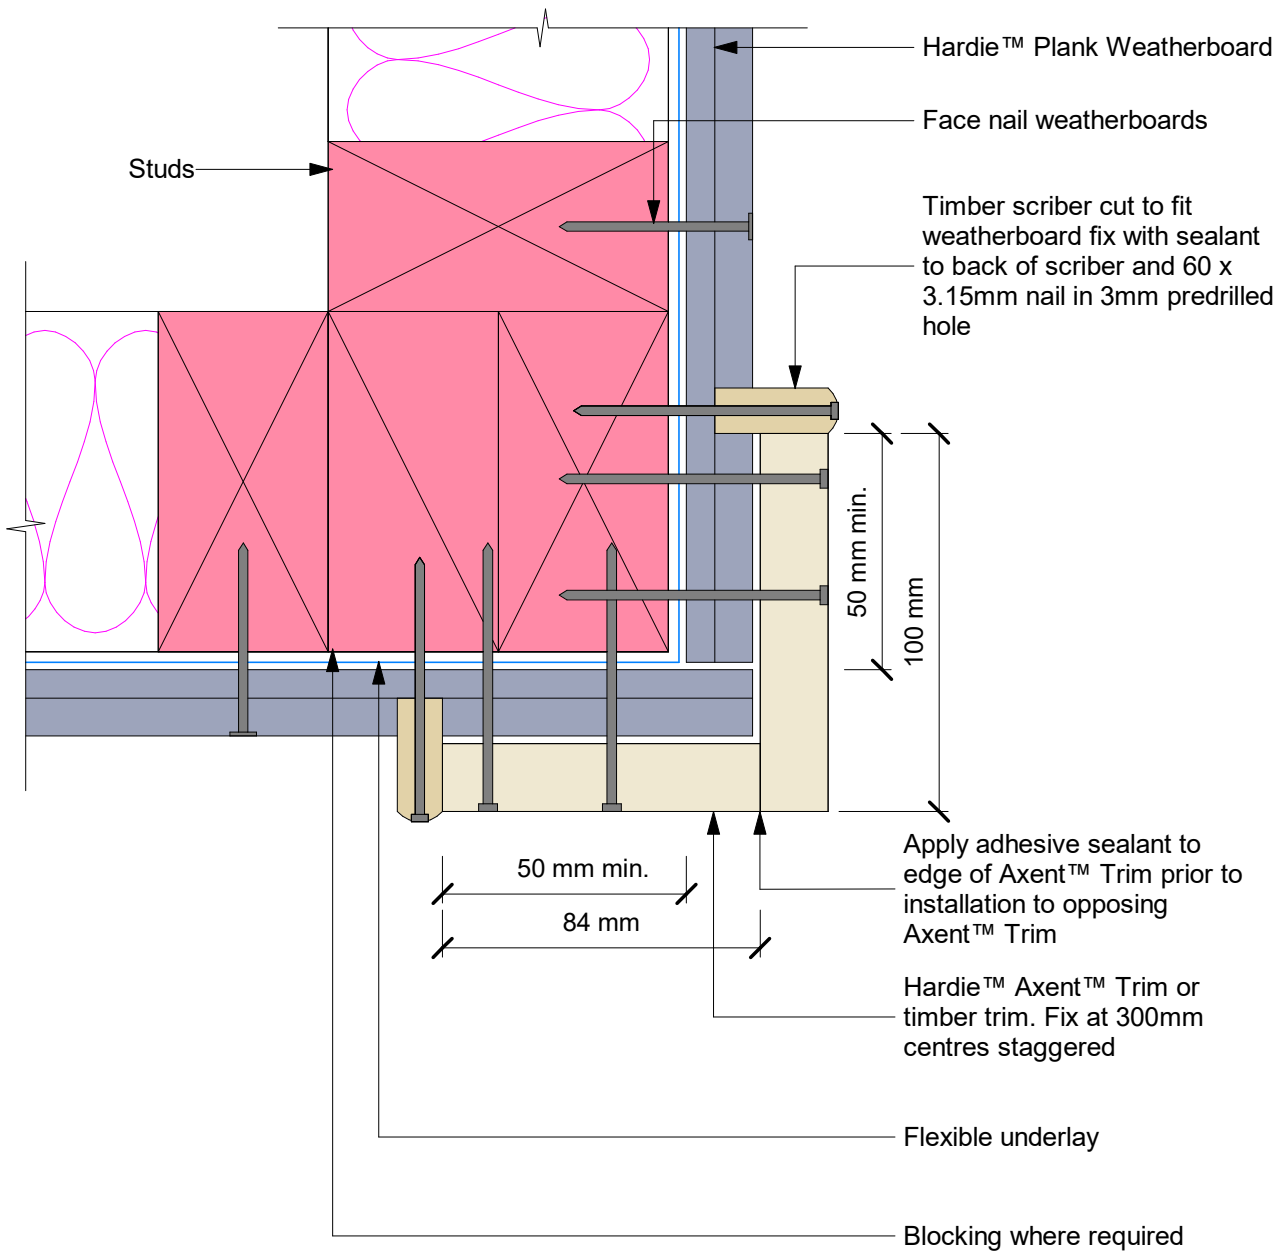 Hardie™ Plank Weatherboard
Face nail weatherboards
Studs
Timber scriber cut to fit
weatherboard fix with sealant
to back of scriber and 60 x
3.15mm nail in 3mm predrilled
hole
50 mm min.
100 mm
50 mm min.
84 mm
Apply adhesive sealant to
edge of Axent™ Trim prior to
installation to opposing
Axent™ Trim
Hardie™ Axent™ Trim or
timber trim. Fix at 300mm
centres staggered
Flexible underlay
Blocking where required